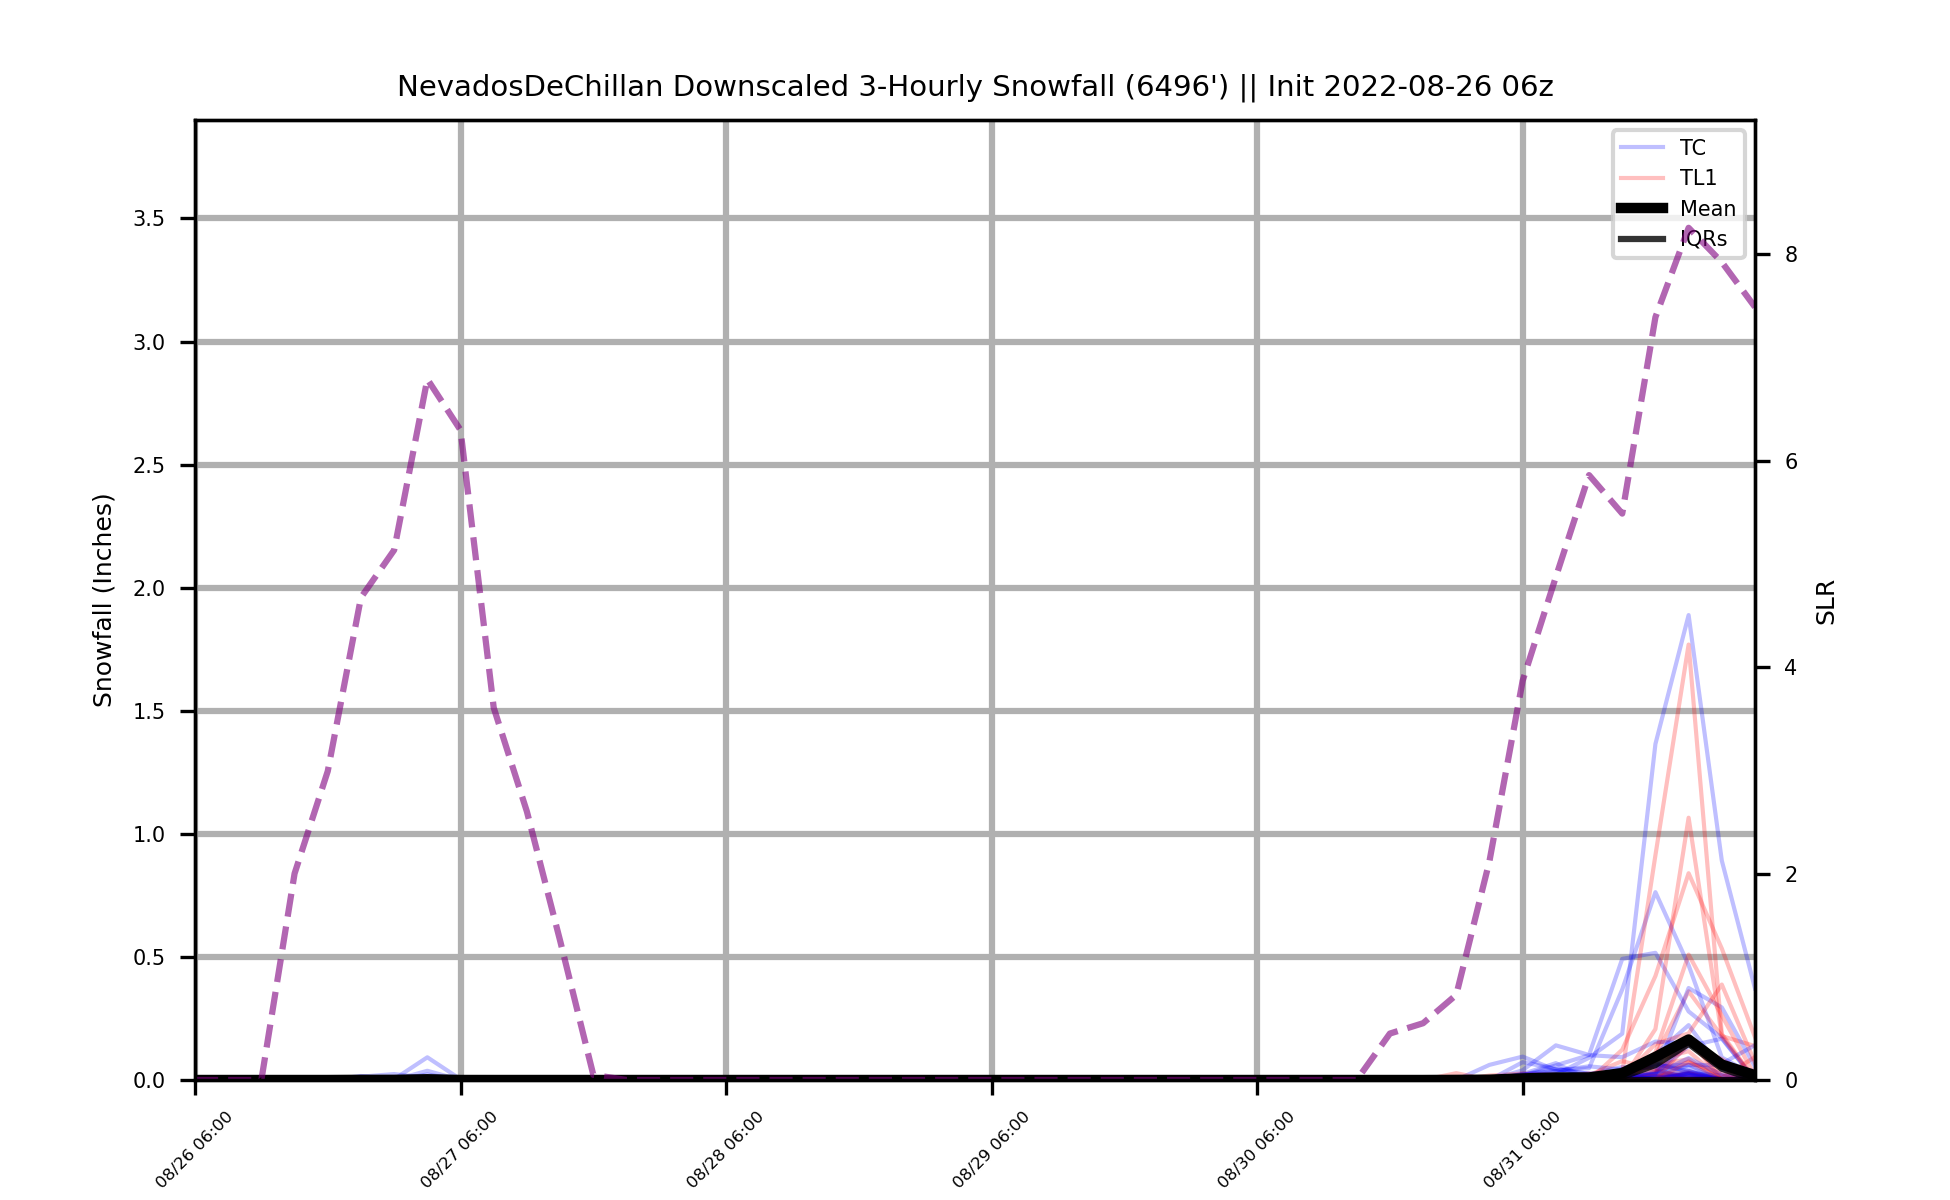 NevadosDeChillan Downscaled 3-Hourly Snowfall (6496') || Init 2022-08-26 06z
TC
TL1
Mean
IQRs
Snowfall (Inches)
3.5
3.0
2.5
2.0
1.5
1.0
0.5
0.0
8
6
4
2
0
SLR
08/26 06:00
08/27 06:00
08/28 06:00
08/29 06:00
08/30 06:00
08/31 06:00